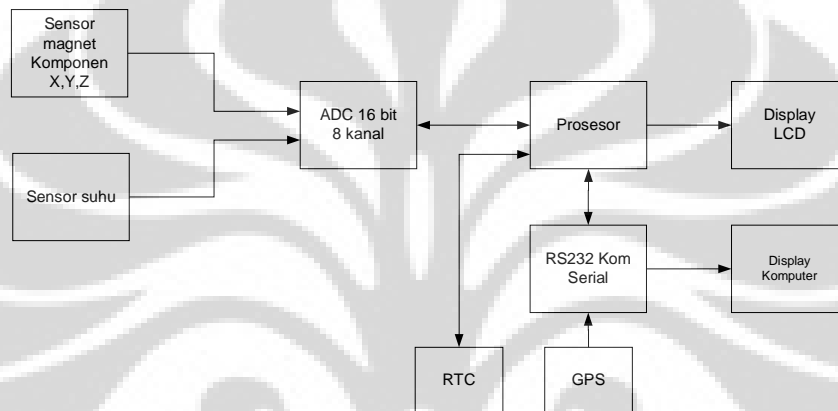 Sensor
magnet
Komponen
X,Y,Z
ADC 16 bit
8 kanal
Prosesor
Display
LCD
Sensor suhu
RS232 Kom
Serial
Display
Komputer
RTC
GPS